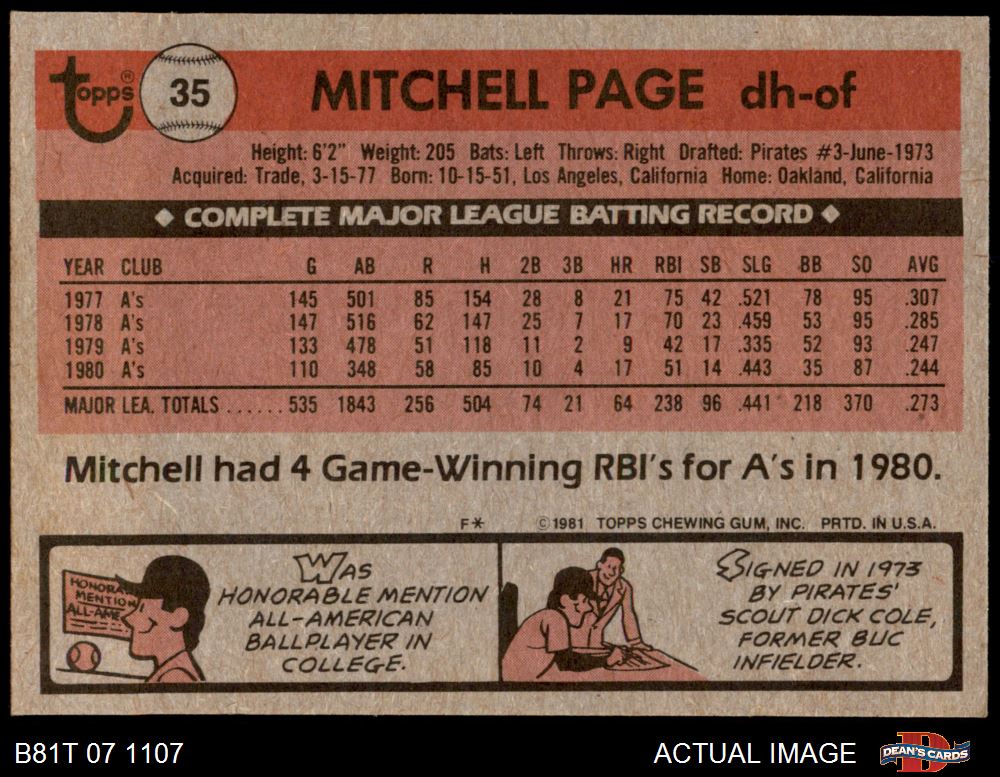 topps®
35
MITCHELL PAGE dh-of
Height: 6'2" Weight: 205 Bats: Left Throws: Right Drafted: Pirates #3-June-1973
Acquired: Trade, 3-15-77 Born: 10-15-51, Los Angeles, California Home: Oakland, California
◆ COMPLETE MAJOR LEAGUE BATTING RECORD ◆
YEAR CLUB G AB R H 2B 3B HR RBI SB SLG BB SO AVG
1977 A's 145 501 85 154 28 8 21 75 42 .521 78 95 .307
1978 A's 147 516 62 147 25 7 17 70 23 .459 53 95 .285
1979 A's 133 478 51 118 11 2 9 42 17 .335 52 93 .247
1980 A's 110 348 58 85 10 4 17 51 14 .443 35 87 .244
MAJOR LEA. TOTALS ...... 535 1843 256 504 74 21 64 238 96 .441 218 370 .273
Mitchell had 4 Game-Winning RBI's for A's in 1980.
F* ©1981 TOPPS CHEWING GUM, INC. PRTD. IN U.S.A.
HONORA
MENTION
ALL-AME
WAS
HONORABLE MENTION
ALL-AMERICAN
BALLPLAYER IN
COLLEGE.
SIGNED IN 1973
BY PIRATES'
SCOUT DICK COLE,
FORMER BUC
INFIELDER.
B81T 07 1107
ACTUAL IMAGE
DEAN'S CARDS